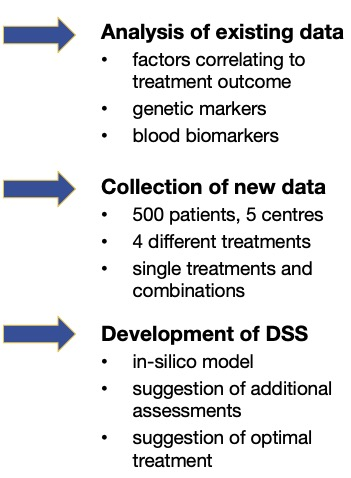 Analysis of existing data
• factors correlating to
treatment outcome
• genetic markers
• blood biomarkers
Collection of new data
• 500 patients, 5 centres
• 4 different treatments
• single treatments and
combinations
Development of DSS
• in-silico model
• suggestion of additional
assessments
• suggestion of optimal
treatment